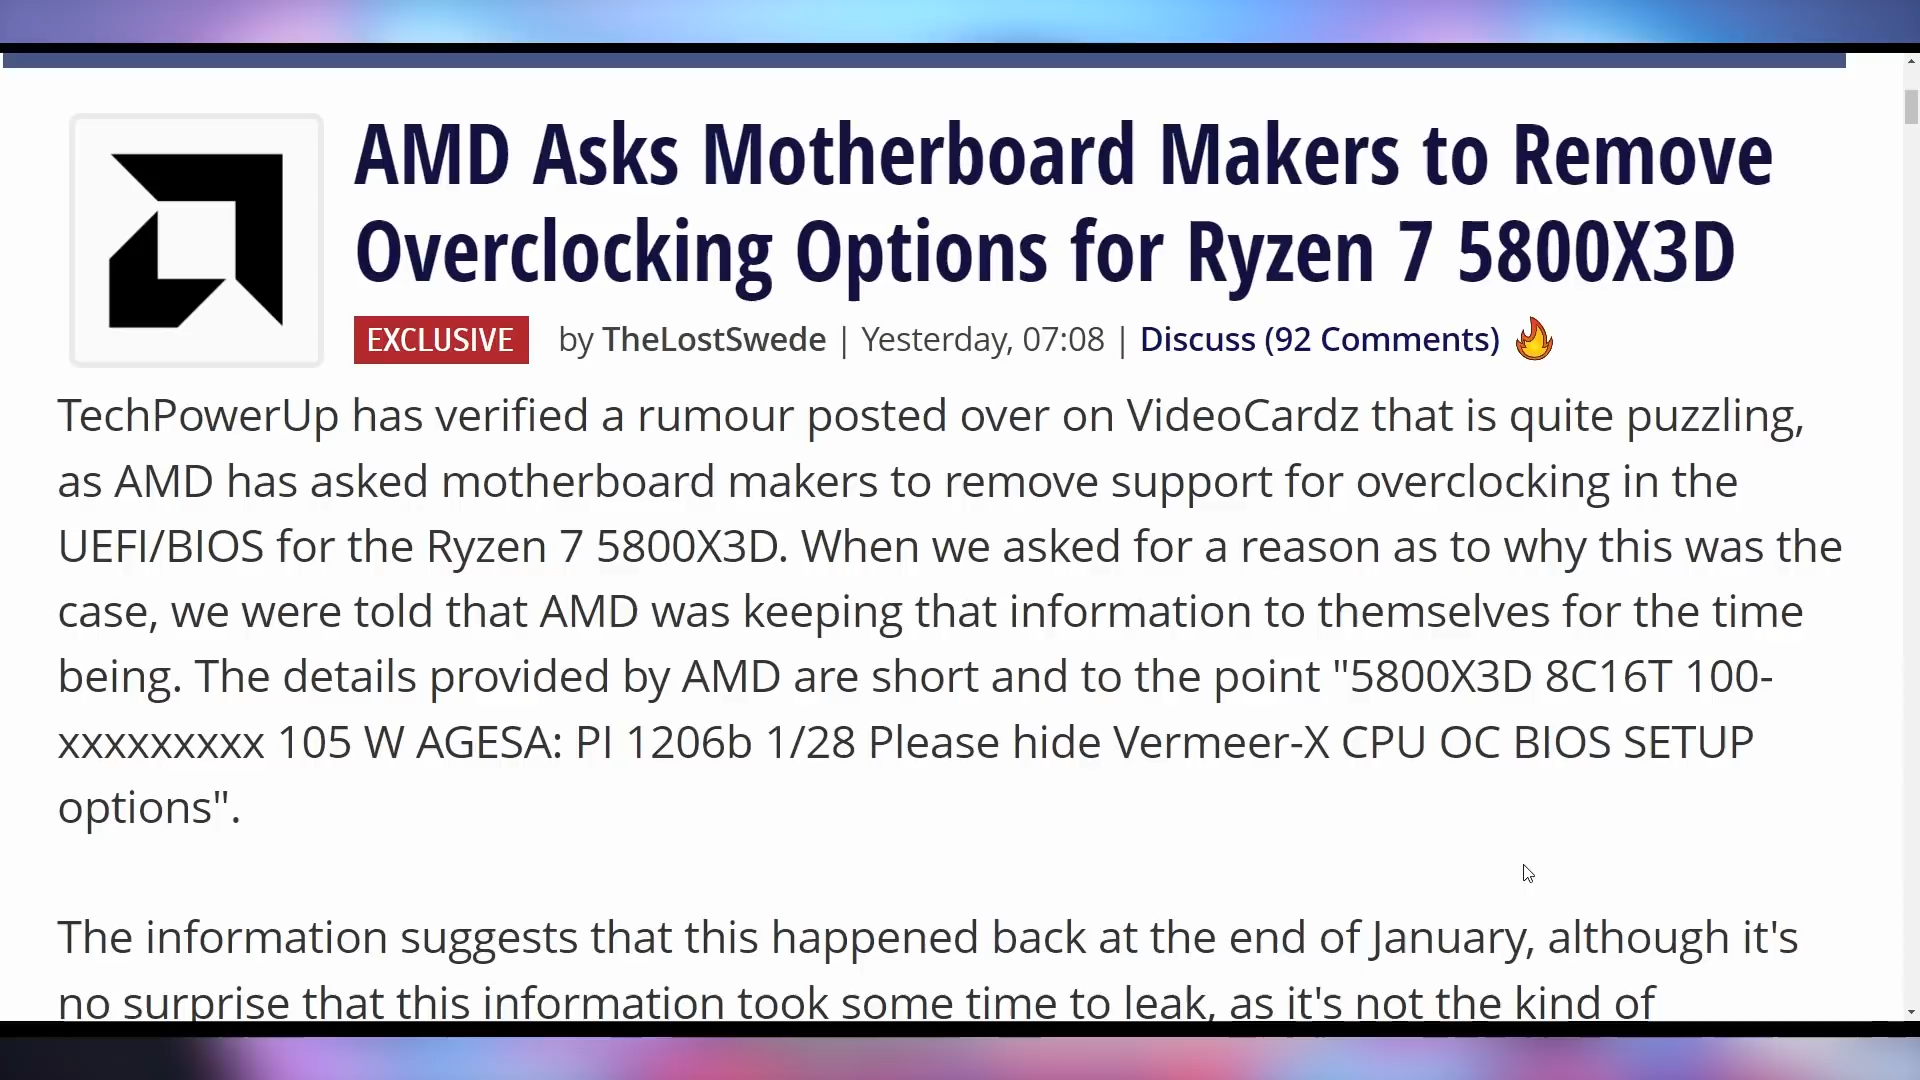 AMD Asks Motherboard Makers to Remove
Overclocking Options for Ryzen 7 5800X3D
EXCLUSIVE by TheLostSwede | Yesterday, 07:08 | Discuss (92 Comments)
TechPowerUp has verified a rumour posted over on VideoCardz that is quite puzzling,
as AMD has asked motherboard makers to remove support for overclocking in the
UEFI/BIOS for the Ryzen 7 5800X3D. When we asked for a reason as to why this was the
case, we were told that AMD was keeping that information to themselves for the time
being. The details provided by AMD are short and to the point "5800X3D 8C16T 100-
xxxxxxxxx 105 W AGESA: PI 1206b 1/28 Please hide Vermeer-X CPU OC BIOS SETUP
options".
The information suggests that this happened back at the end of January, although it's
no surprise that this information took some time to leak, as it's not the kind of